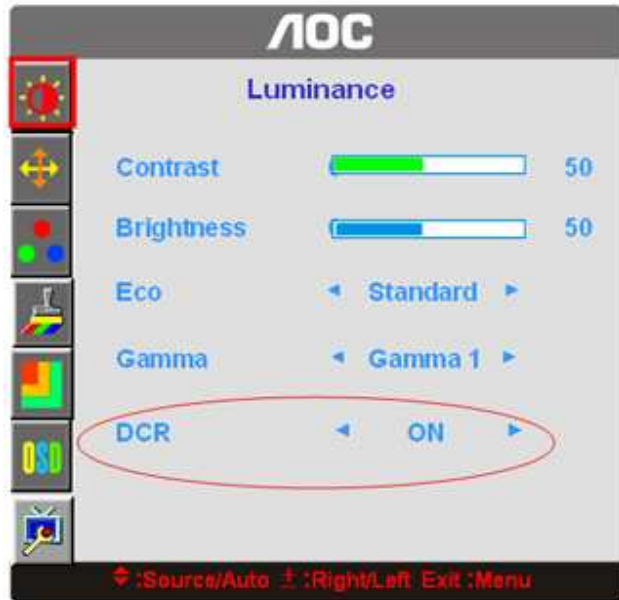 AOC
Luminance
Contrast 50
Brightness 50
Eco Standard
Gamma Gamma 1
DCR ON
OSD
:Source/Auto ± :Right/Left Exit :Menu